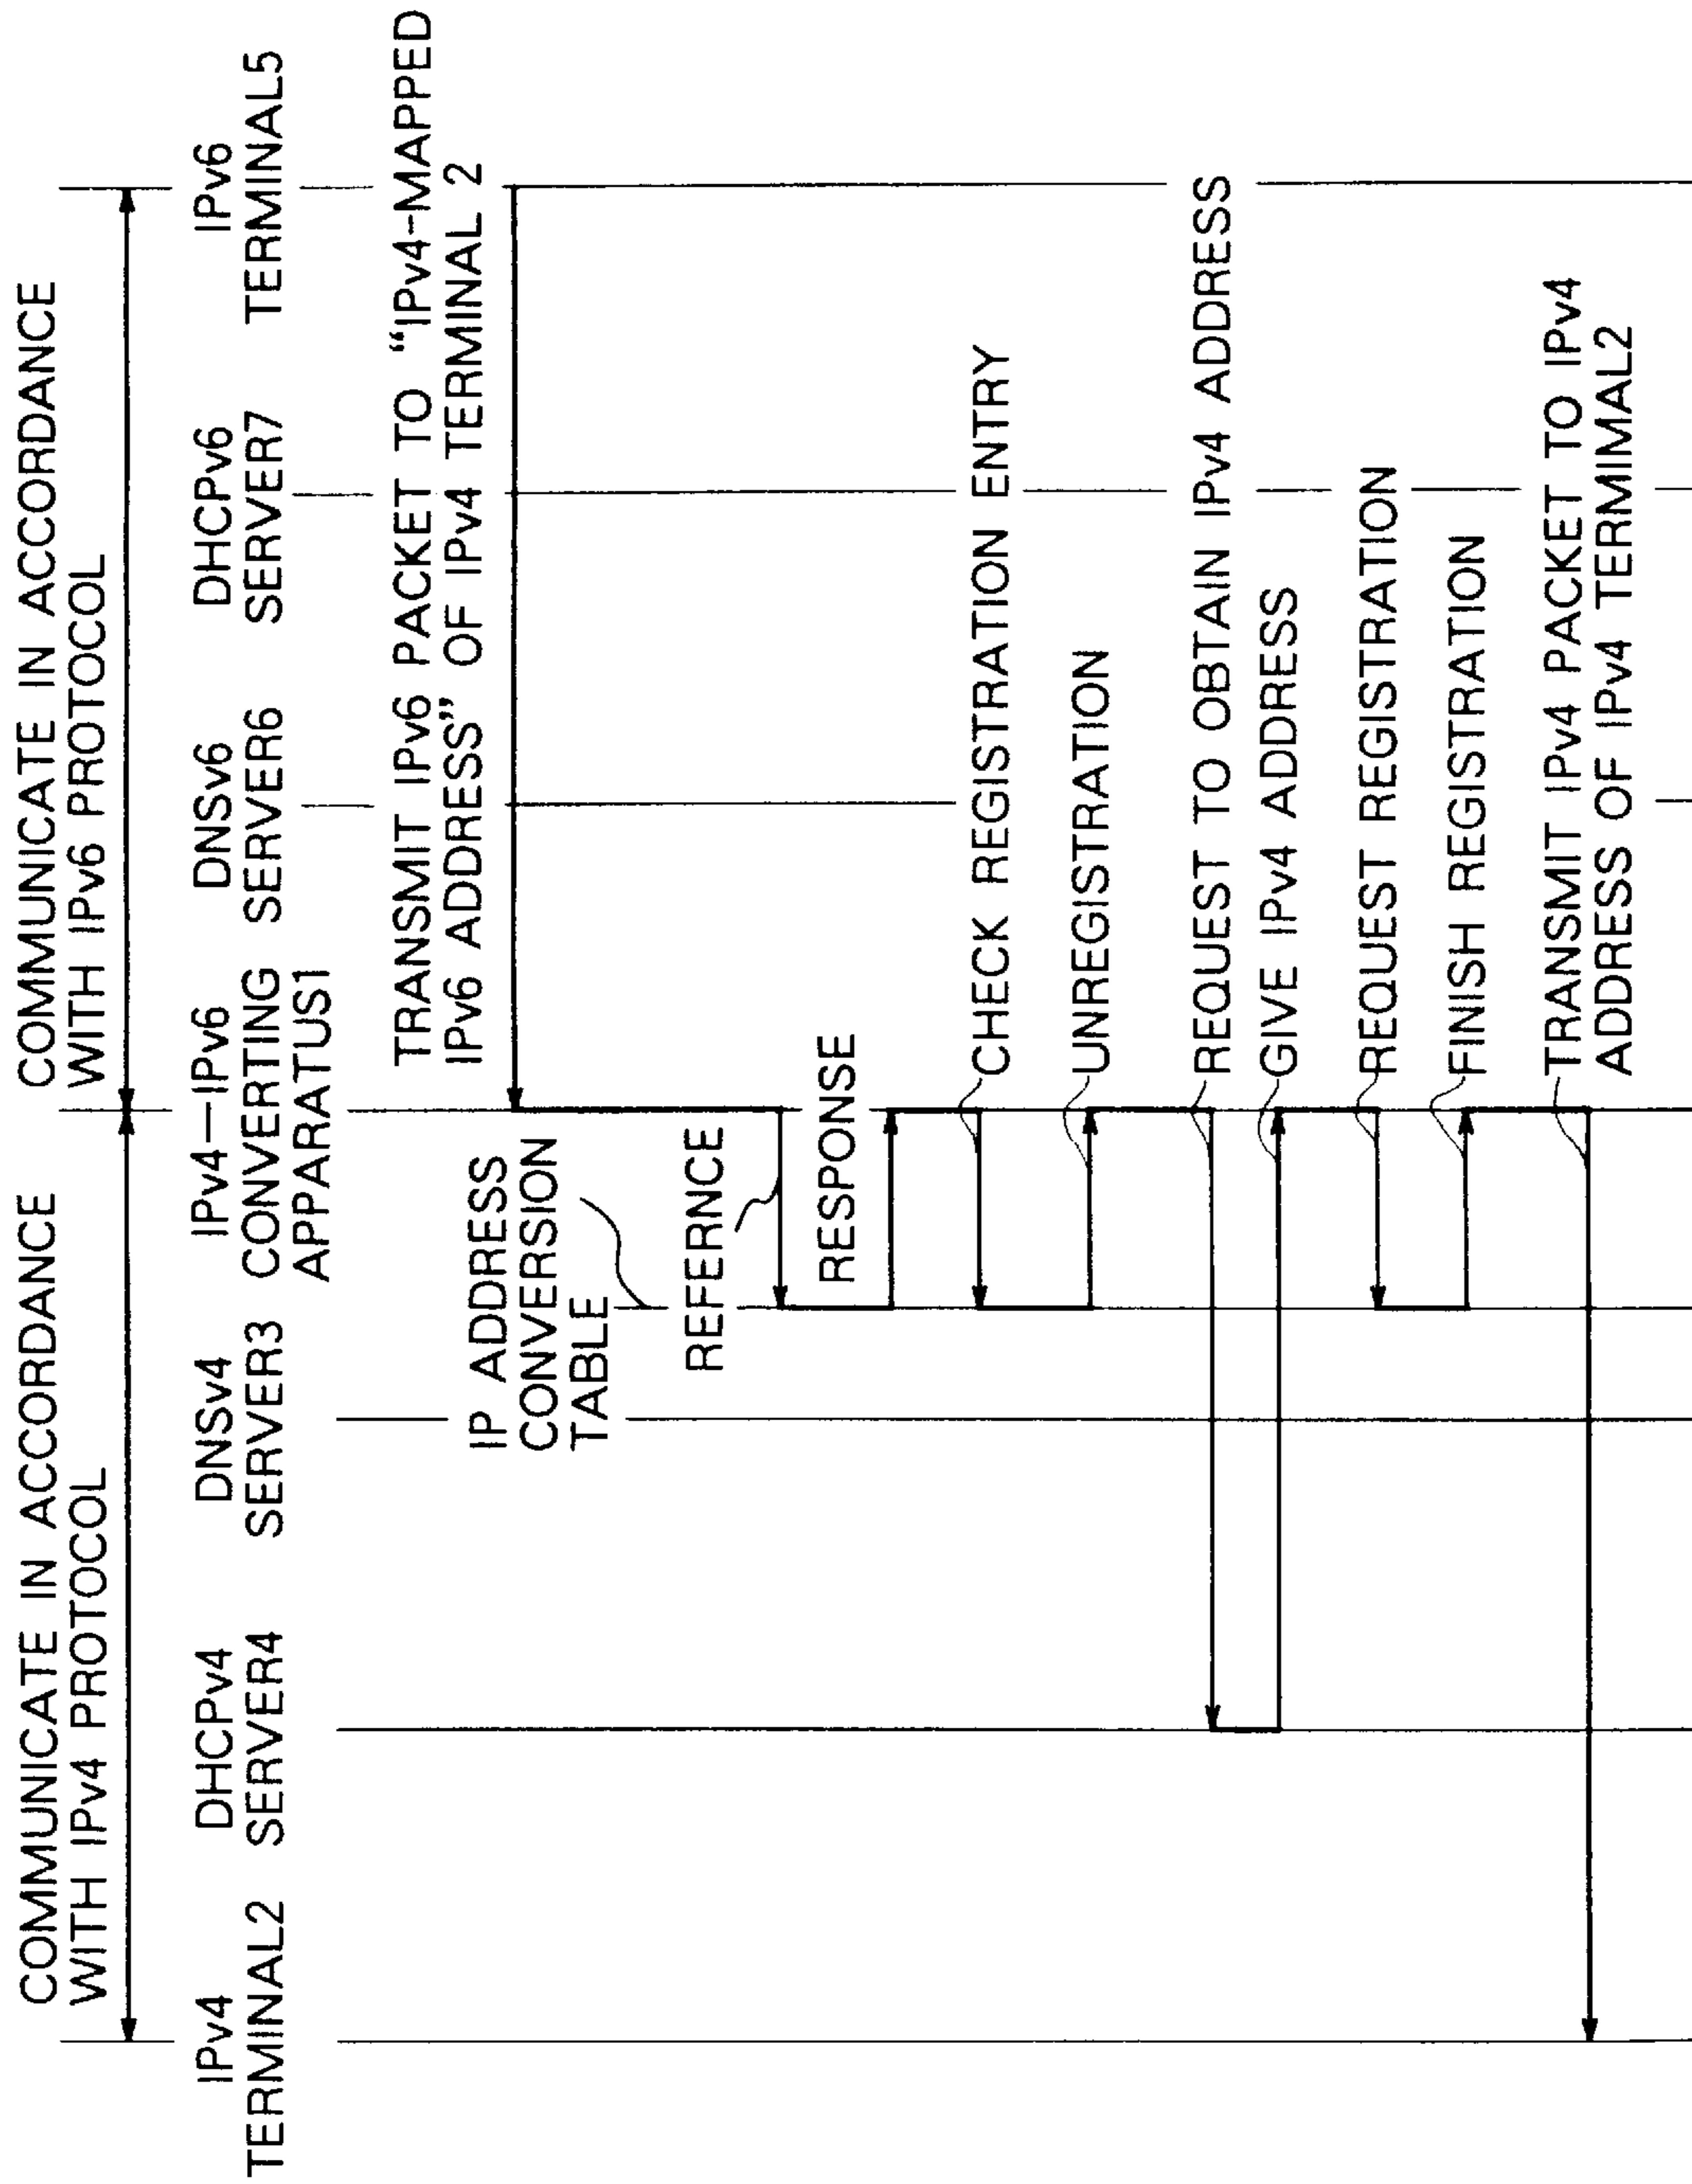 COMMUNICATE IN ACCORDANCE
WITH IPv4 PROTOCOL
COMMUNICATE IN ACCORDANCE
WITH IPv6 PROTOCOL
IPv4
TERMINAL2
DHCPv4
SERVER4
DNSv4
SERVER3
IPv4—IPv6
CONVERTING
APPARATUS1
DNSv6
SERVER6
DHCPv6
SERVER7
IPv6
TERMINAL5
TRANSMIT IPv6 PACKET TO “IPv4-MAPPED
IPv6 ADDRESS” OF IPv4 TERMINAL 2
IP ADDRESS
CONVERSION
TABLE
REFERNCE
RESPONSE
CHECK REGISTRATION ENTRY
UNREGISTRATION
REQUEST TO OBTAIN IPv4 ADDRESS
GIVE IPv4 ADDRESS
REQUEST REGISTRATION
FINISH REGISTRATION
TRANSMIT IPv4 PACKET TO IPv4
ADDRESS OF IPv4 TERMIMAL2